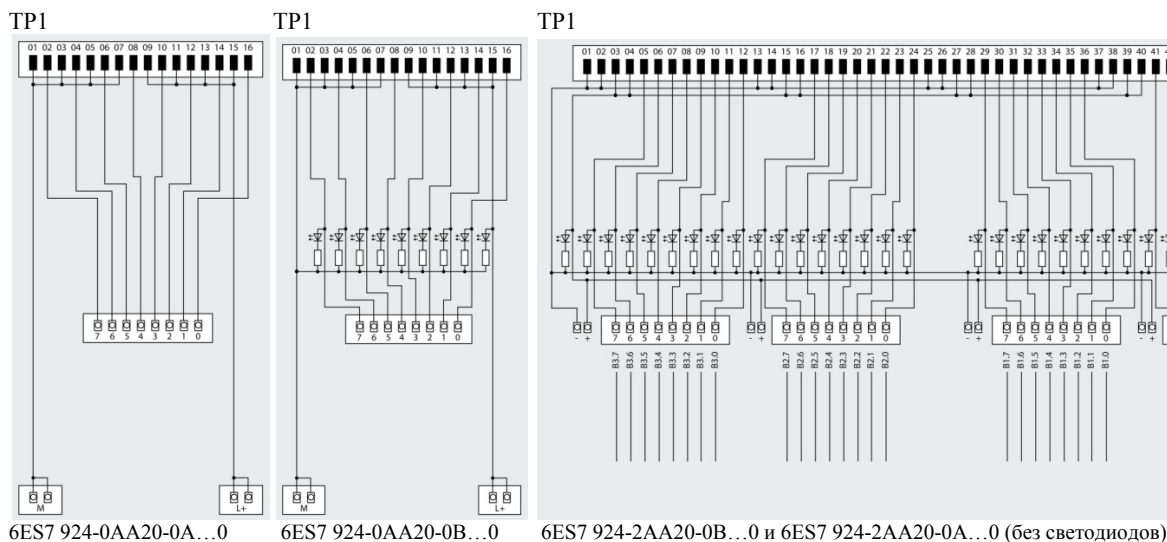 TP1
01 02 03 04 05 06 07 08 09 10 11 12 13 14 15 16
7 6 5 4 3 2 1 0
M
L+
6ES7 924-0AA20-0A…0
TP1
01 02 03 04 05 06 07 08 09 10 11 12 13 14 15 16
7 6 5 4 3 2 1 0
M
L+
6ES7 924-0AA20-0B…0
TP1
01 02 03 04 05 06 07 08 09 10 11 12 13 14 15 16 17 18 19 20 21 22 23 24 25 26 27 28 29 30 31 32 33 34 35 36 37 38 39 40 41
- +
7 6 5 4 3 2 1 0
- +
7 6 5 4 3 2 1 0
- +
7 6 5 4 3 2 1 0
- +
B3.7 B3.6 B3.5 B3.4 B3.3 B3.2 B3.1 B3.0
B2.7 B2.6 B2.5 B2.4 B2.3 B2.2 B2.1 B2.0
B1.7 B1.6 B1.5 B1.4 B1.3 B1.2 B1.1 B1.0
6ES7 924-2AA20-0B…0 и 6ES7 924-2AA20-0A…0 (без светодиодов)